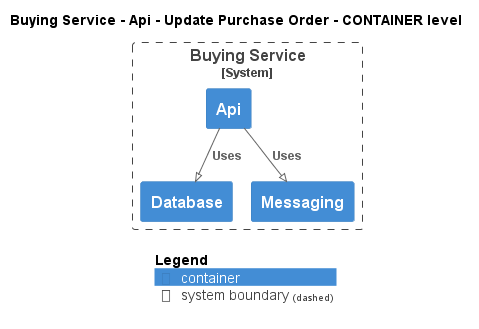 Buying Service - Api - Update Purchase Order - CONTAINER level
Buying Service
[System]
Api
Uses
Uses
Database
Messaging
Legend
container
system boundary (dashed)